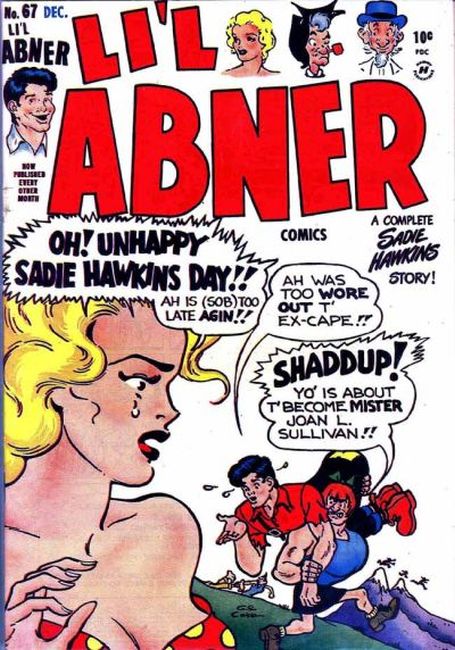 No. 67 DEC.
LI'L
ABNER
LI'L
ABNER
10¢
PDC
H
NOW
PUBLISHED
EVERY
OTHER
MONTH
COMICS
A COMPLETE
SADIE
HAWKINS
STORY!
OH! UNHAPPY
SADIE HAWKINS DAY!!
AH IS (SOB) TOO
LATE AGIN!!
AH WAS
TOO WORE
OUT T'
EX-CAPE!!
SHADDUP!
YO' IS ABOUT
T'BECOME MISTER
JOAN L.
SULLIVAN!!